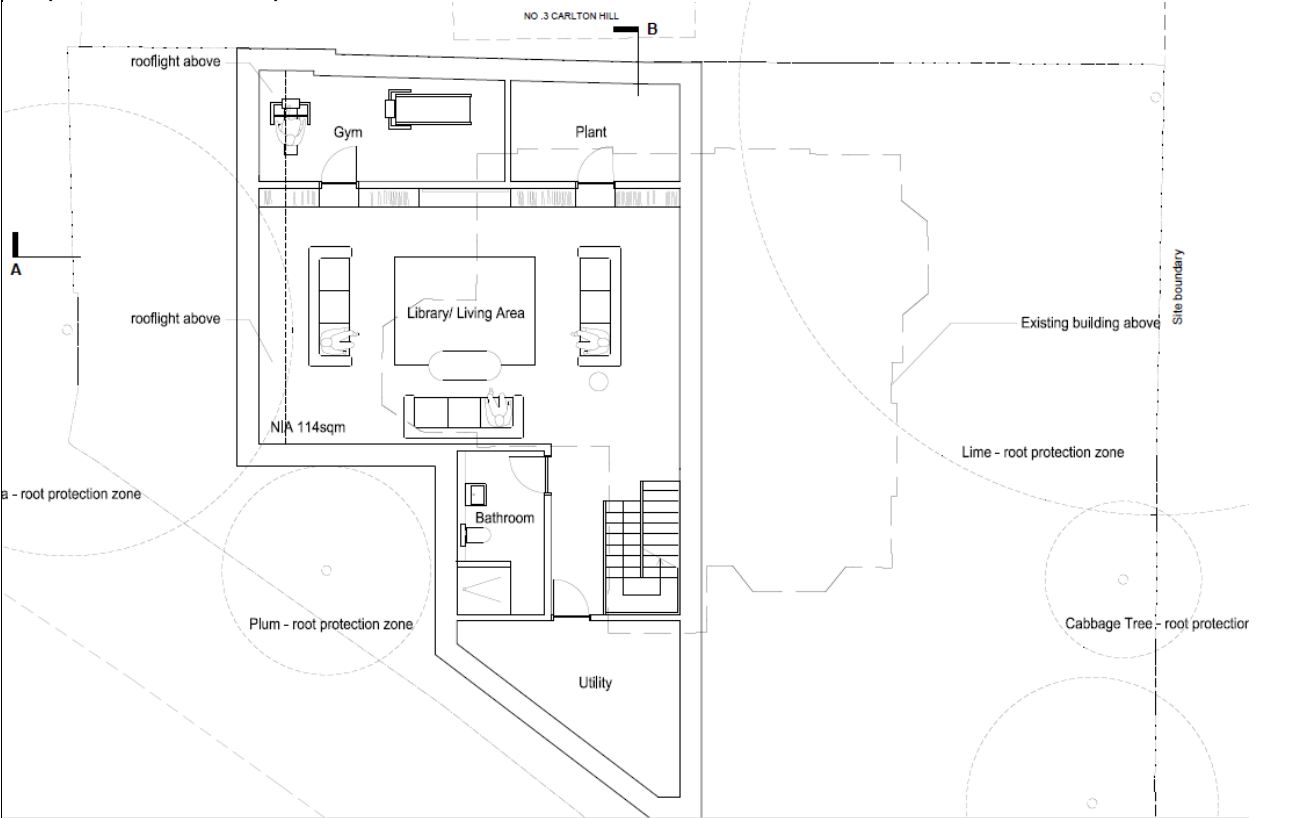 NO .3 CARLTON HILL
B
rooflight above
Gym
Plant
A
Site boundary
rooflight above
Library/ Living Area
Existing building above
NIA 114sqm
Lime - root protection zone
a - root protection zone
Bathroom
Plum - root protection zone
Cabbage Tree - root protection
Utility